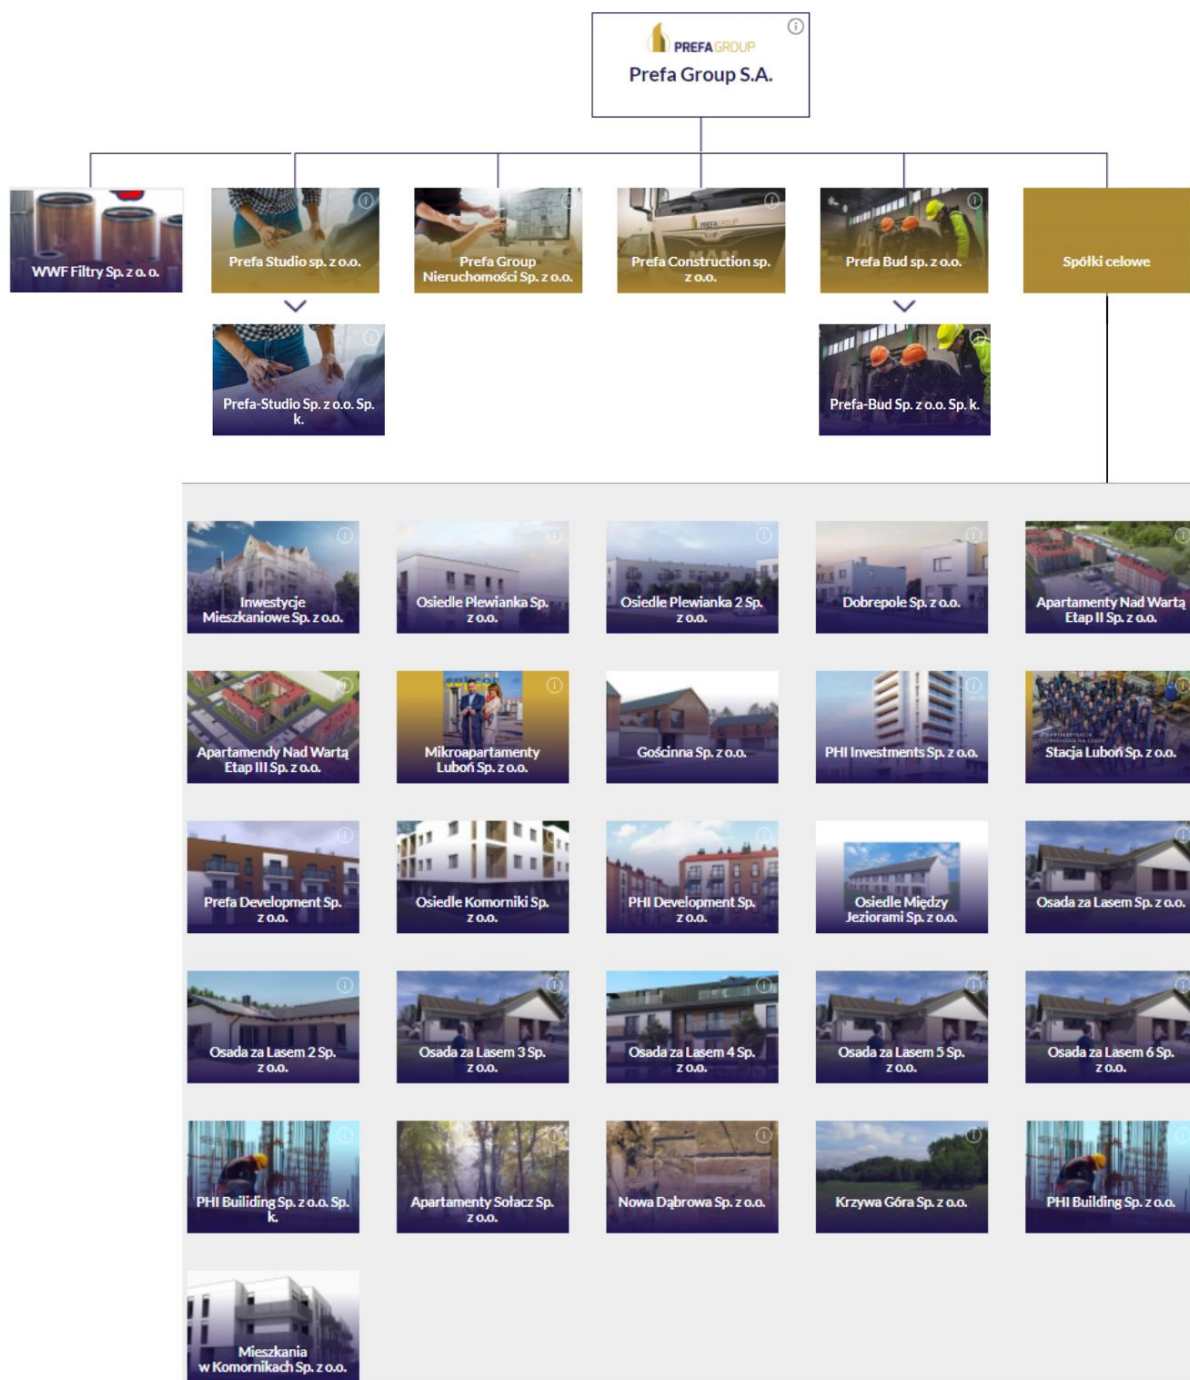 PREFAGROUP
Prefa Group S.A.
WWF Filtry Sp. z o. o.
Prefa Studio sp. z o.o.
Prefa Group
Nieruchomości Sp. z o.o.
PREFAGROUP
MAN
Prefa Construction sp.
z o.o.
Prefa Bud sp. z o.o.
Spółki celowe
Prefa-Studio Sp. z o.o. Sp.
k.
Prefa-Bud Sp. z o.o. Sp. k.
Inwestycje
Mieszkaniowe Sp. z o.o.
Osiedle Plewianka Sp.
z o.o.
Osiedle Plewianka 2 Sp.
z o.o.
Dobrepole Sp. z o.o.
Apartamenty Nad Wartą
Etap II Sp. z o.o.
Apartamendy Nad Wartą
Etap III Sp. z o.o.
Mikroapartamenty
Luboń Sp. z o.o.
Gościnna Sp. z o.o.
PHI Investments Sp. z o.o.
Stacja Luboń Sp. z o.o.
Prefa Development Sp.
z o.o.
Osiedle Komorniki Sp.
z o.o.
PHI Development Sp.
z o.o.
Osiedle Między
Jeziorami Sp. z o.o.
Osada za Lasem Sp. z o.o.
Osada za Lasem 2 Sp.
z o.o.
Osada za Lasem 3 Sp.
z o.o.
Osada za Lasem 4 Sp.
z o.o.
Osada za Lasem 5 Sp.
z o.o.
Osada za Lasem 6 Sp.
z o.o.
PHI Builiding Sp. z o.o. Sp.
k.
Apartamenty Sołacz Sp.
z o.o.
Nowa Dąbrowa Sp. z o.o.
Krzywa Góra Sp. z o.o.
PHI Building Sp. z o.o.
Mieszkania
w Komornikach Sp. z o.o.